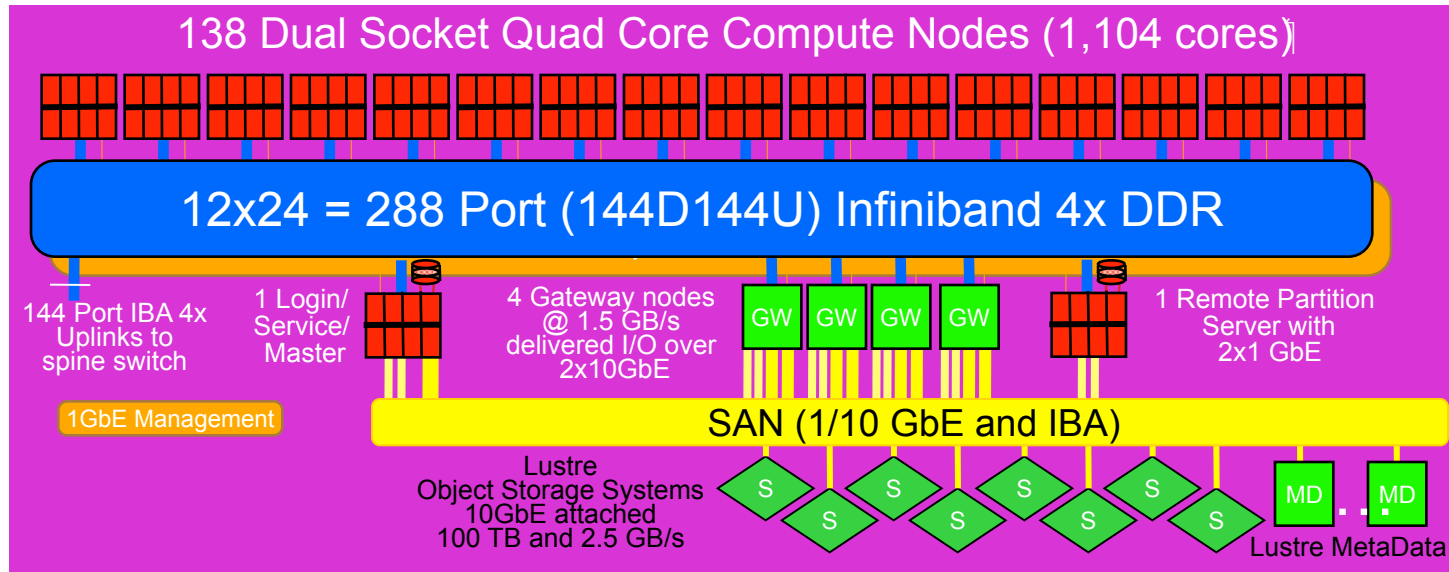 138 Dual Socket Quad Core Compute Nodes (1,104 cores)
12x24 = 288 Port (144D144U) Infiniband 4x DDR
144 Port IBA 4x
Uplinks to
spine switch
1 Login/
Service/
Master
4 Gateway nodes
@ 1.5 GB/s
delivered I/O over
2x10GbE
GW
GW
GW
GW
1 Remote Partition
Server with
2x1 GbE
1GbE Management
SAN (1/10 GbE and IBA)
Lustre
Object Storage Systems
10GbE attached
100 TB and 2.5 GB/s
S
S
S
S
S
S
S
S
MD
...
MD
Lustre MetaData